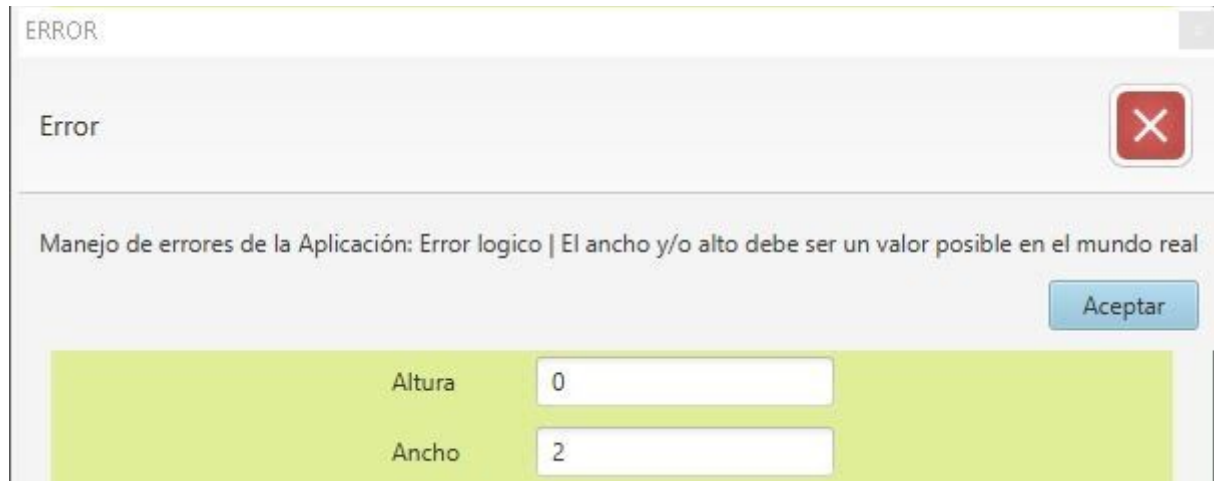 ERROR
Error
Manejo de errores de la Aplicación: Error logico | El ancho y/o alto debe ser un valor posible en el mundo real
Aceptar
Altura 0
Ancho 2